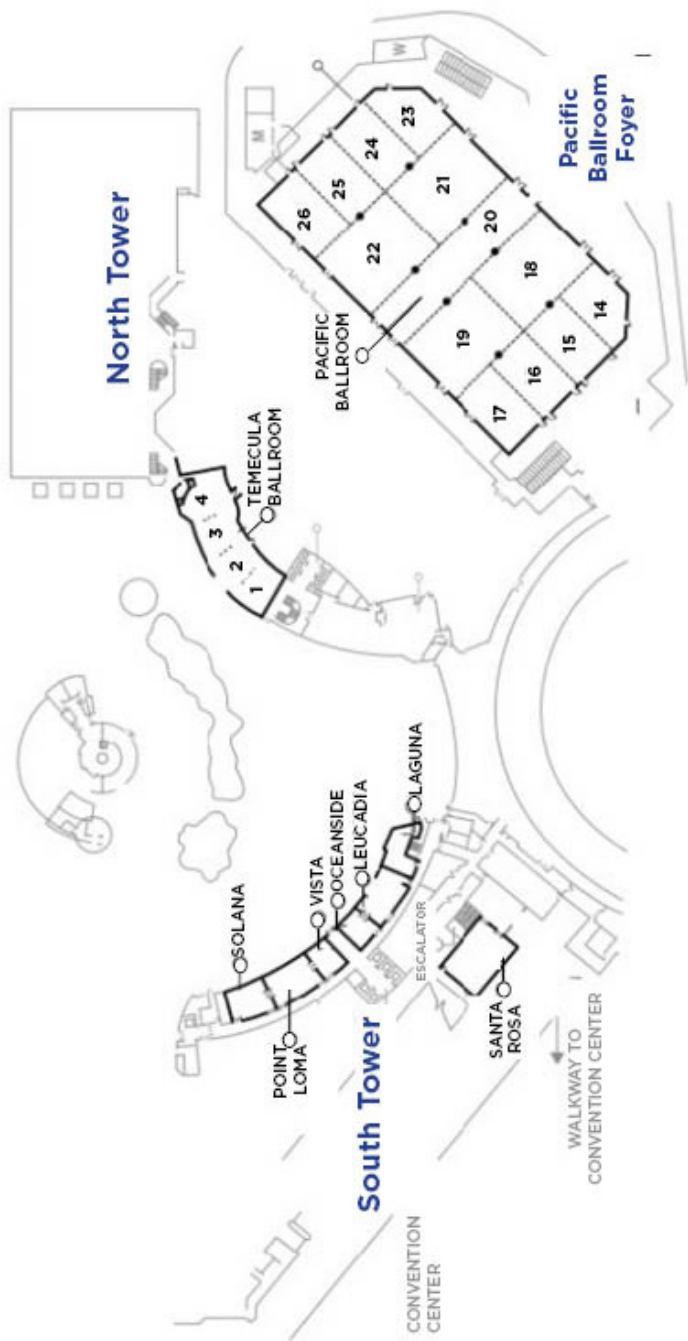 North Tower
4
3
2
1
TEMECULA
BALLROOM
M
W
26
25
24
23
22
21
20
19
18
17
16
15
14
PACIFIC
BALLROOM
Pacific
Ballroom
Foyer
SOLANA
POINT
LOMA
VISTA
OCEANSIDE
LEUCADIA
LAGUNA
ESCALATOR
SANTA
ROSA
South Tower
CONVENTION
CENTER
WALKWAY TO
CONVENTION CENTER